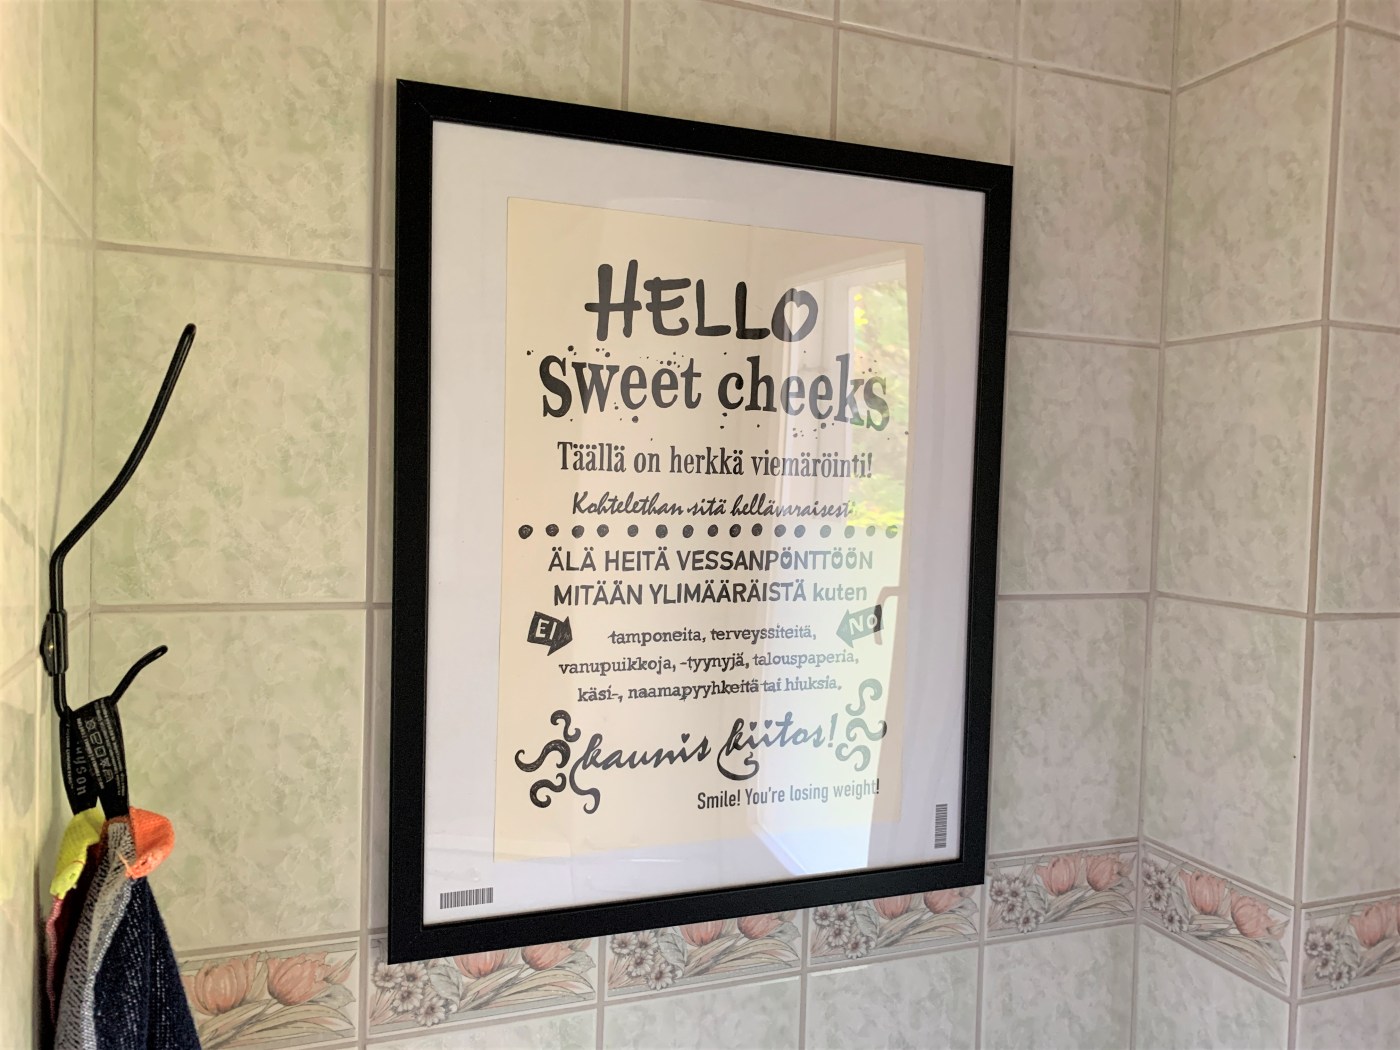 HELLO
Sweet cheeks
Täällä on herkkä viemäröinti!
Kohtelethan sitä hellävaraisesti.
ÄLÄ HEITÄ VESSANPÖNTTÖÖN
MITÄÄN YLIMÄÄRÄISTÄ kuten
EI
NO
tamponeita, terveyssiteitä,
vanupuikkoja, -tyynyjä, talouspaperia,
käsi-, naamapyyhkeitä tai hiuksia.
kaunis kiitos!
Smile! You're losing weight!